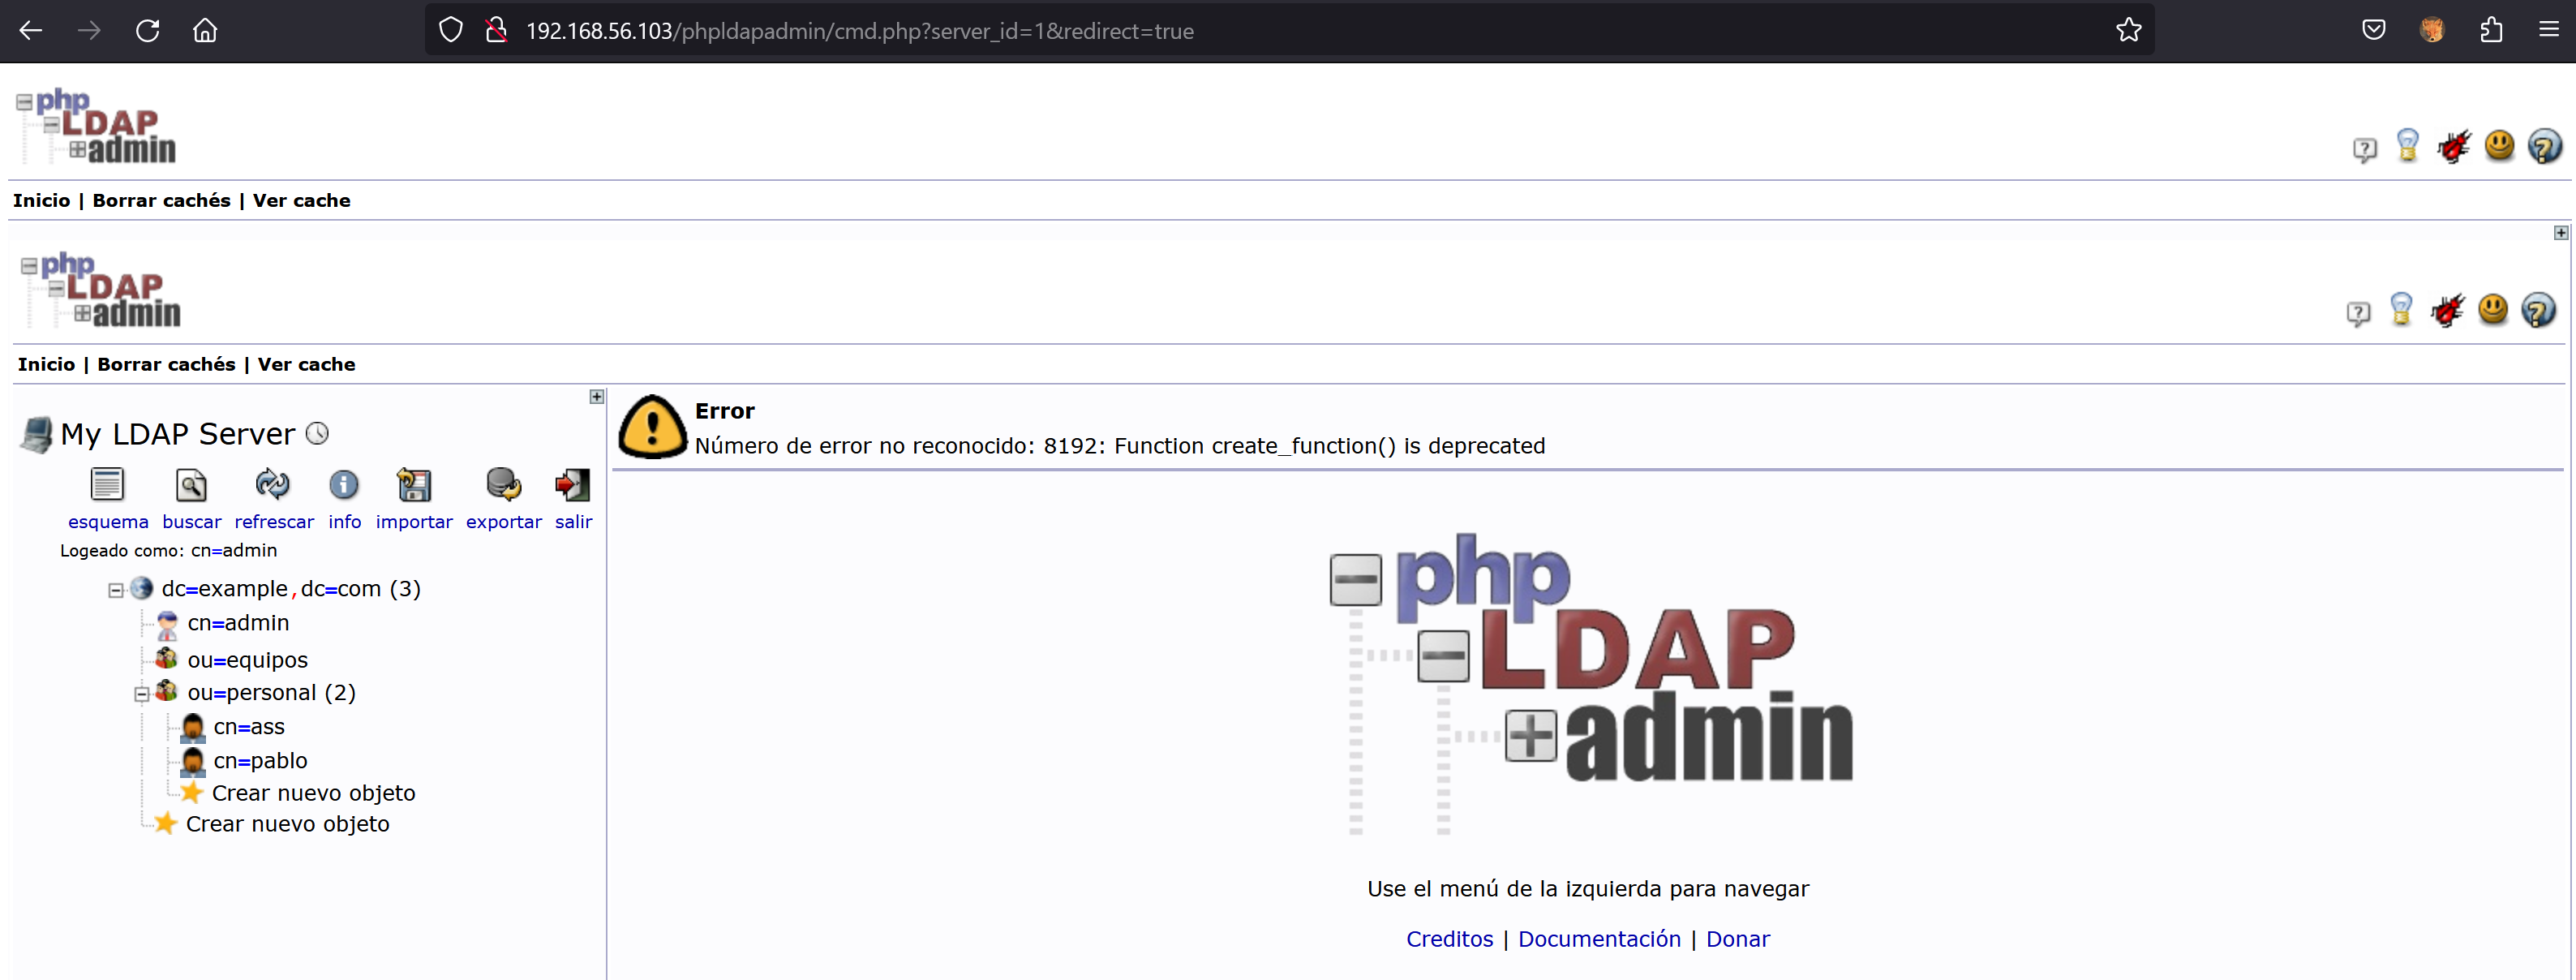 192.168.56.103/phpldapadmin/cmd.php?server_id=1&redirect=true
php
LDAP
admin
Inicio | Borrar cachés | Ver cache
php
LDAP
admin
Inicio | Borrar cachés | Ver cache
My LDAP Server
esquema buscar refrescar info importar exportar salir
Logeado como: cn=admin
dc=example,dc=com (3)
cn=admin
ou=equipos
ou=personal (2)
cn=ass
cn=pablo
Crear nuevo objeto
Crear nuevo objeto
Error
Número de error no reconocido: 8192: Function create_function() is deprecated
php
LDAP
admin
Use el menú de la izquierda para navegar
Creditos | Documentación | Donar